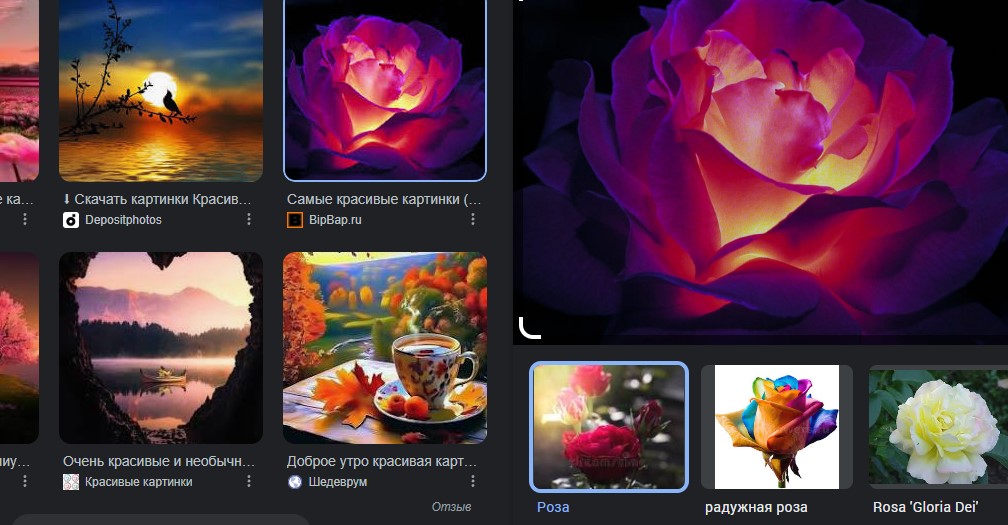 е ка...
⬇ Скачать картинки Красив...
Depositphotos
Самые красивые картинки (...
BipBap.ru
иу...
Очень красивые и необычн...
Красивые картинки
Доброе утро красивая карт...
Шедеврум
Отзыв
Роза
радужная роза
Rosa 'Gloria Dei'